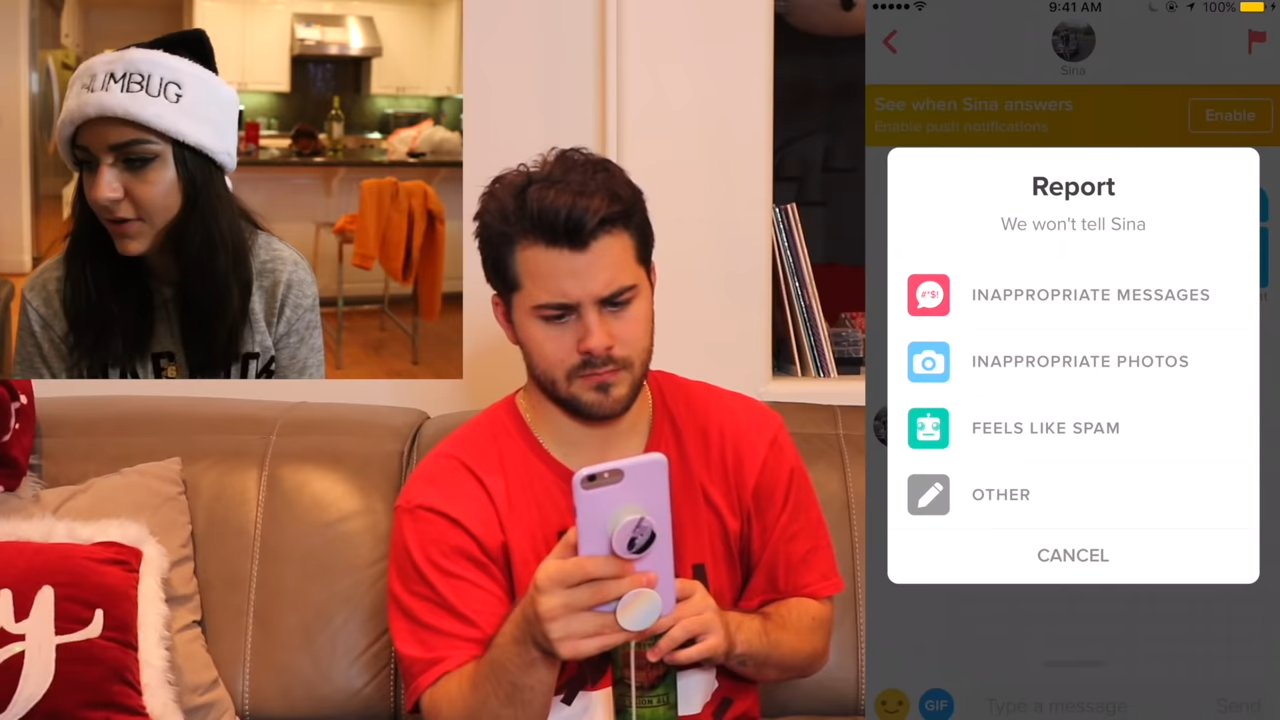 HUMBUG
9:41 AM
100%
Sina
See when Sina answers
Enable push notifications
Enable
Report
We won't tell Sina
#*$!
INAPPROPRIATE MESSAGES
INAPPROPRIATE PHOTOS
FEELS LIKE SPAM
OTHER
CANCEL
GIF
Type a message
Send